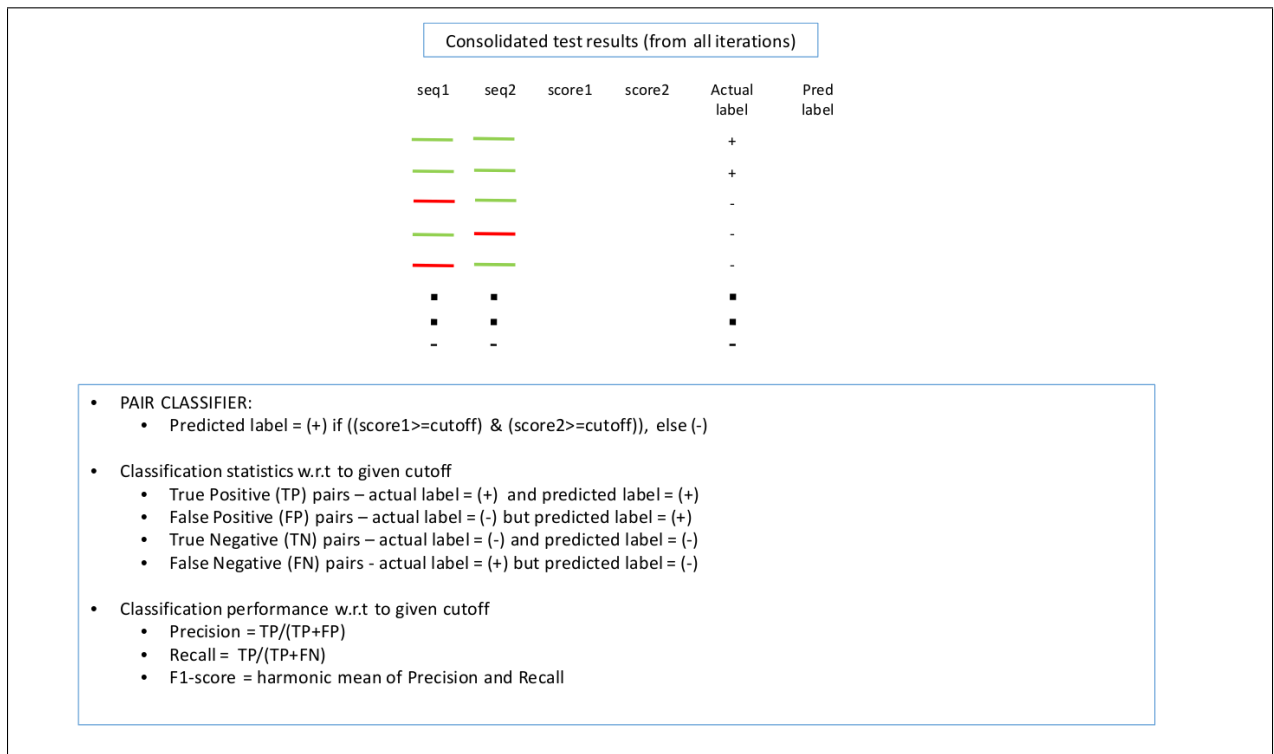 Consolidated test results (from all iterations)
seq1 seq2 score1 score2 Actual label Pred label
+
+
-
-
-
• PAIR CLASSIFIER:
• Predicted label = (+) if ((score1>=cutoff) & (score2>=cutoff)), else (-)
• Classification statistics w.r.t to given cutoff
• True Positive (TP) pairs – actual label = (+) and predicted label = (+)
• False Positive (FP) pairs – actual label = (-) but predicted label = (+)
• True Negative (TN) pairs – actual label = (-) and predicted label = (-)
• False Negative (FN) pairs - actual label = (+) but predicted label = (-)
• Classification performance w.r.t to given cutoff
• Precision = TP/(TP+FP)
• Recall = TP/(TP+FN)
• F1-score = harmonic mean of Precision and Recall